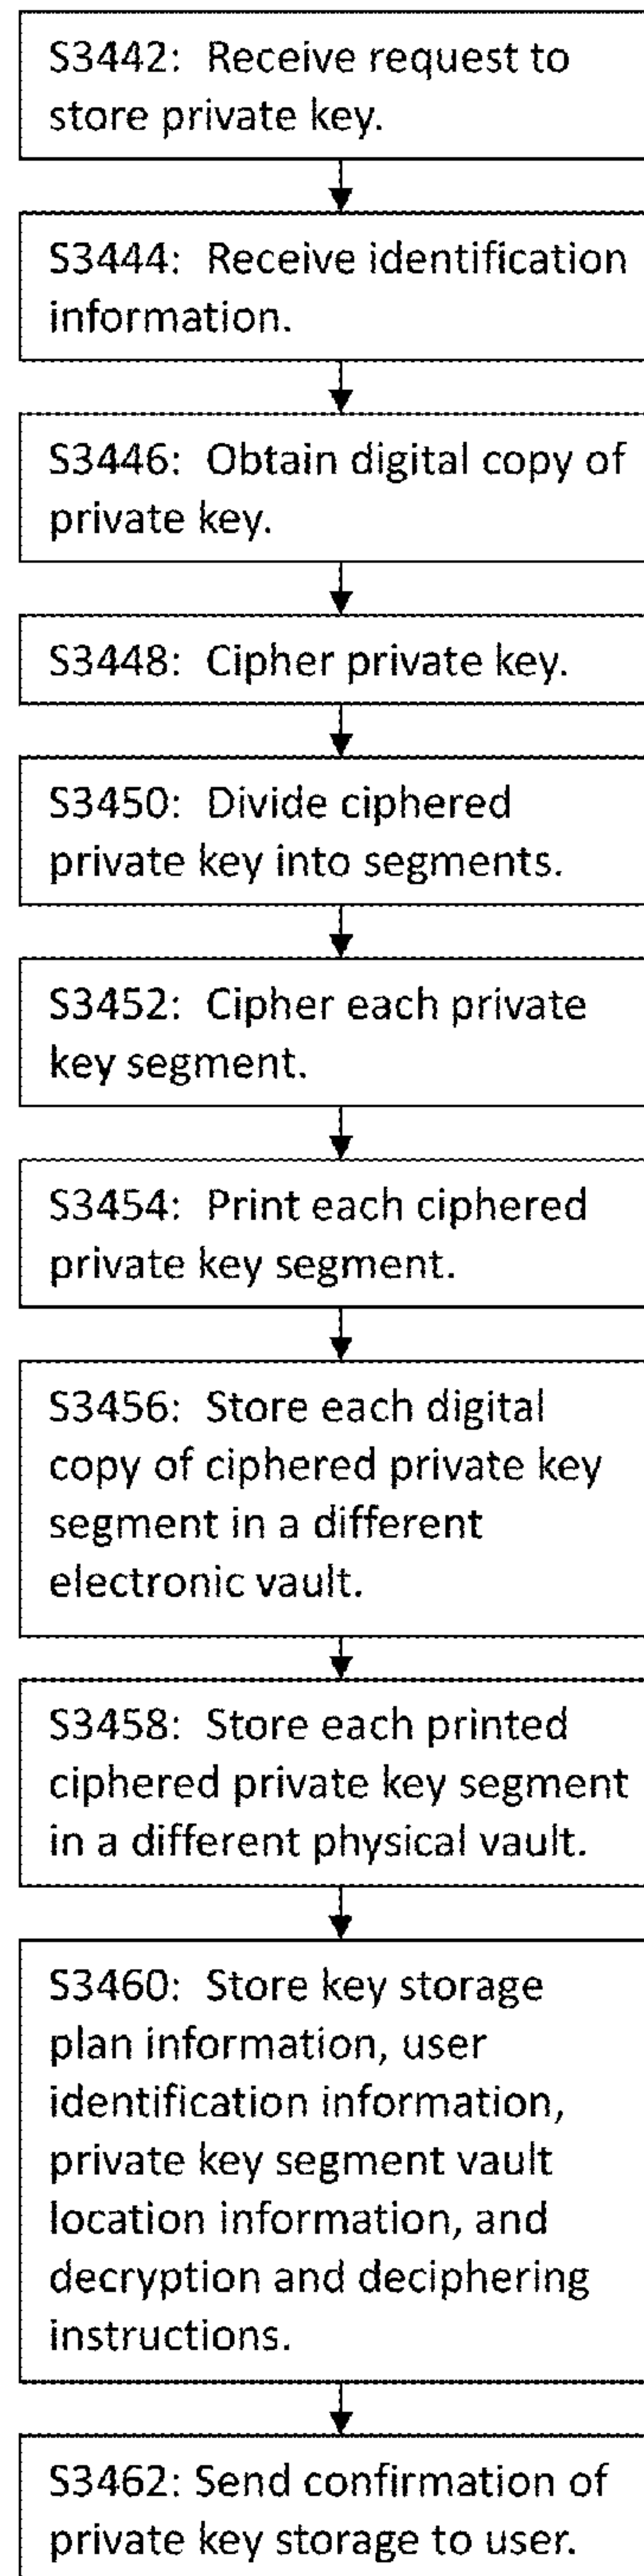 S3442: Receive request to
store private key.
S3444: Receive identification
information.
S3446: Obtain digital copy of
private key.
S3448: Cipher private key.
S3450: Divide ciphered
private key into segments.
S3452: Cipher each private
key segment.
S3454: Print each ciphered
private key segment.
S3456: Store each digital
copy of ciphered private key
segment in a different
electronic vault.
S3458: Store each printed
ciphered private key segment
in a different physical vault.
S3460: Store key storage
plan information, user
identification information,
private key segment vault
location information, and
decryption and deciphering
instructions.
S3462: Send confirmation of
private key storage to user.